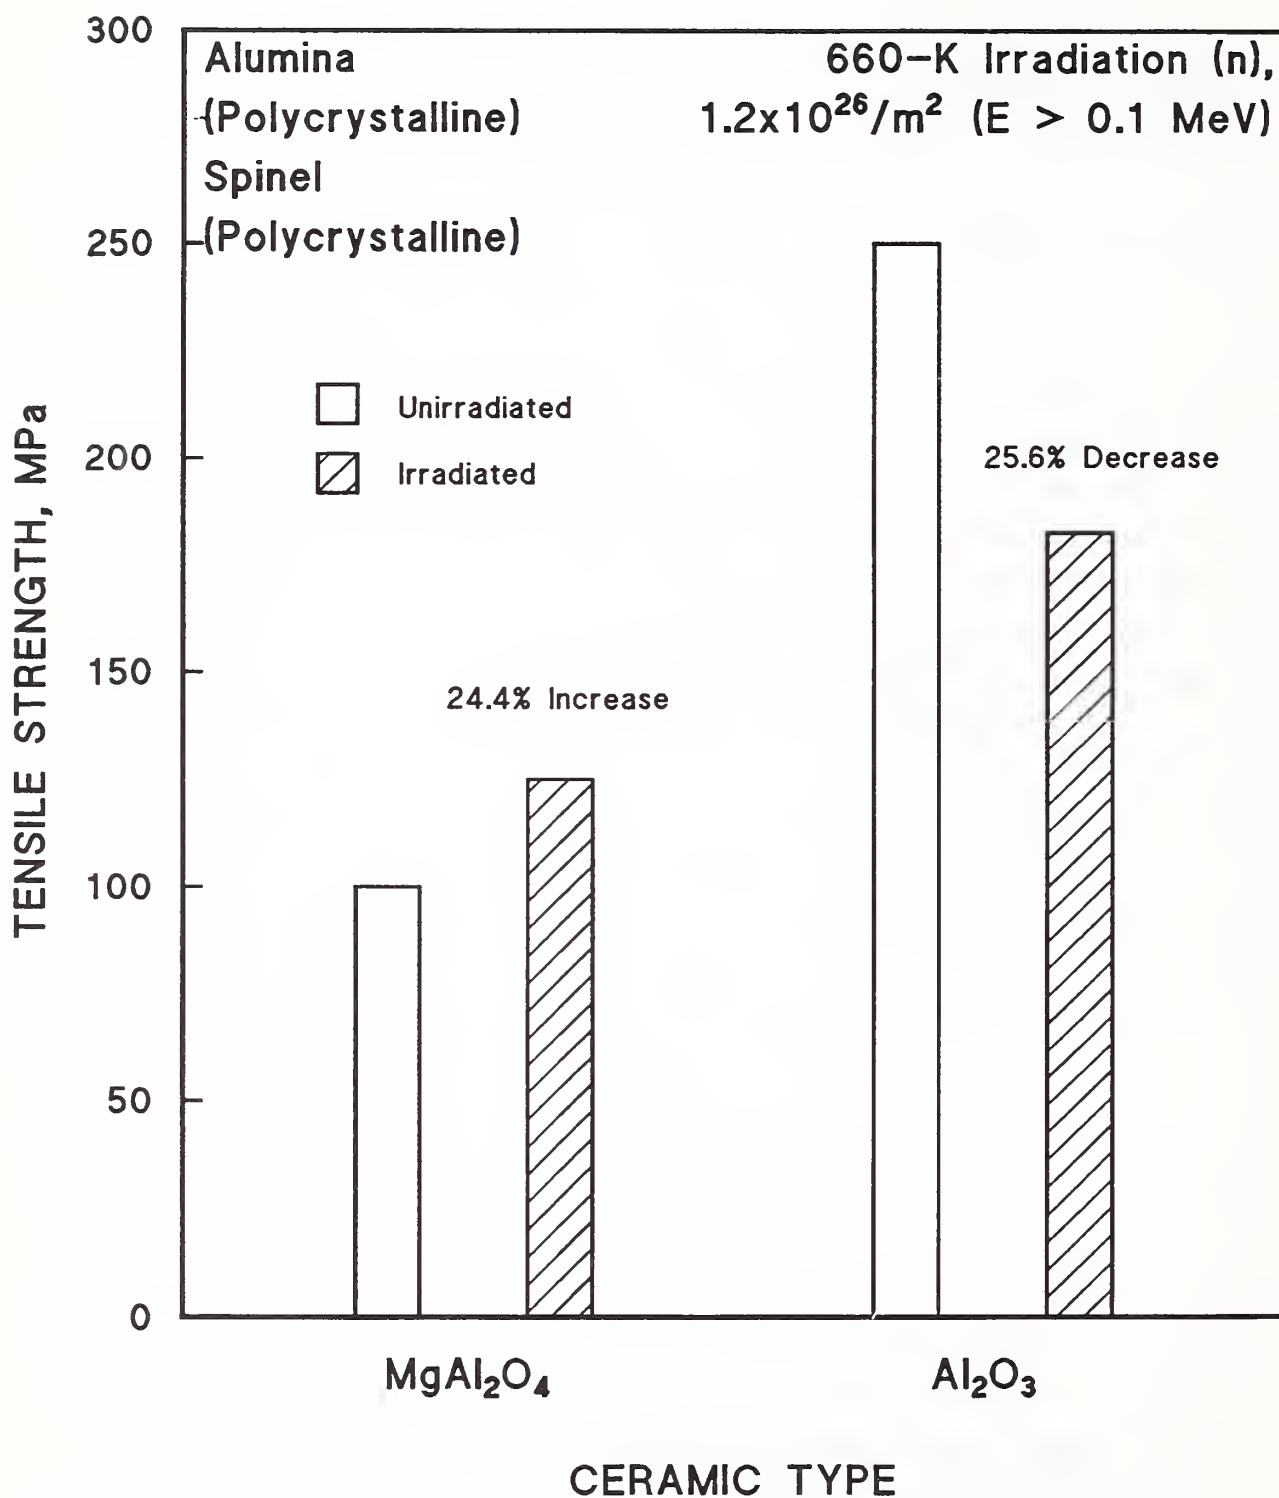 300
Alumina
(Polycrystalline)
Spinel
(Polycrystalline)
660-K Irradiation (n),
1.2x10²⁶/m² (E > 0.1 MeV)
250
200
150
100
50
0
TENSILE STRENGTH, MPa
Unirradiated
Irradiated
24.4% Increase
25.6% Decrease
MgAl₂O₄
Al₂O₃
CERAMIC TYPE